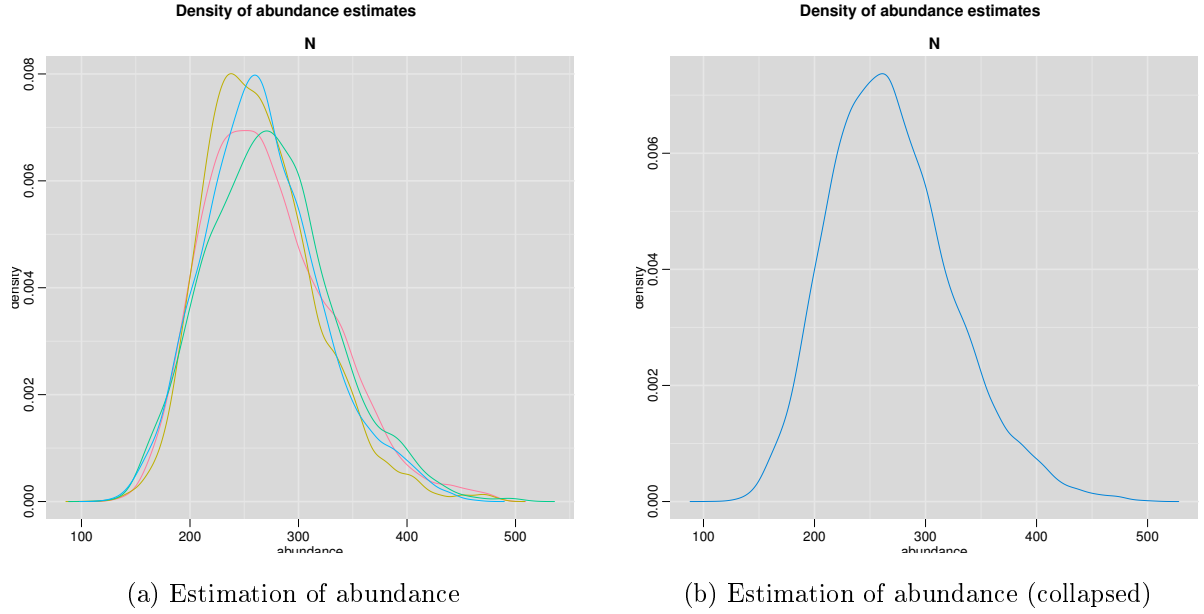 Density of abundance estimates
N
0.008
0.006
0.004
0.002
0.000
density
100 200 300 400 500
abundance
(a) Estimation of abundance
Density of abundance estimates
N
0.006
0.004
0.002
0.000
density
100 200 300 400 500
abundance
(b) Estimation of abundance (collapsed)